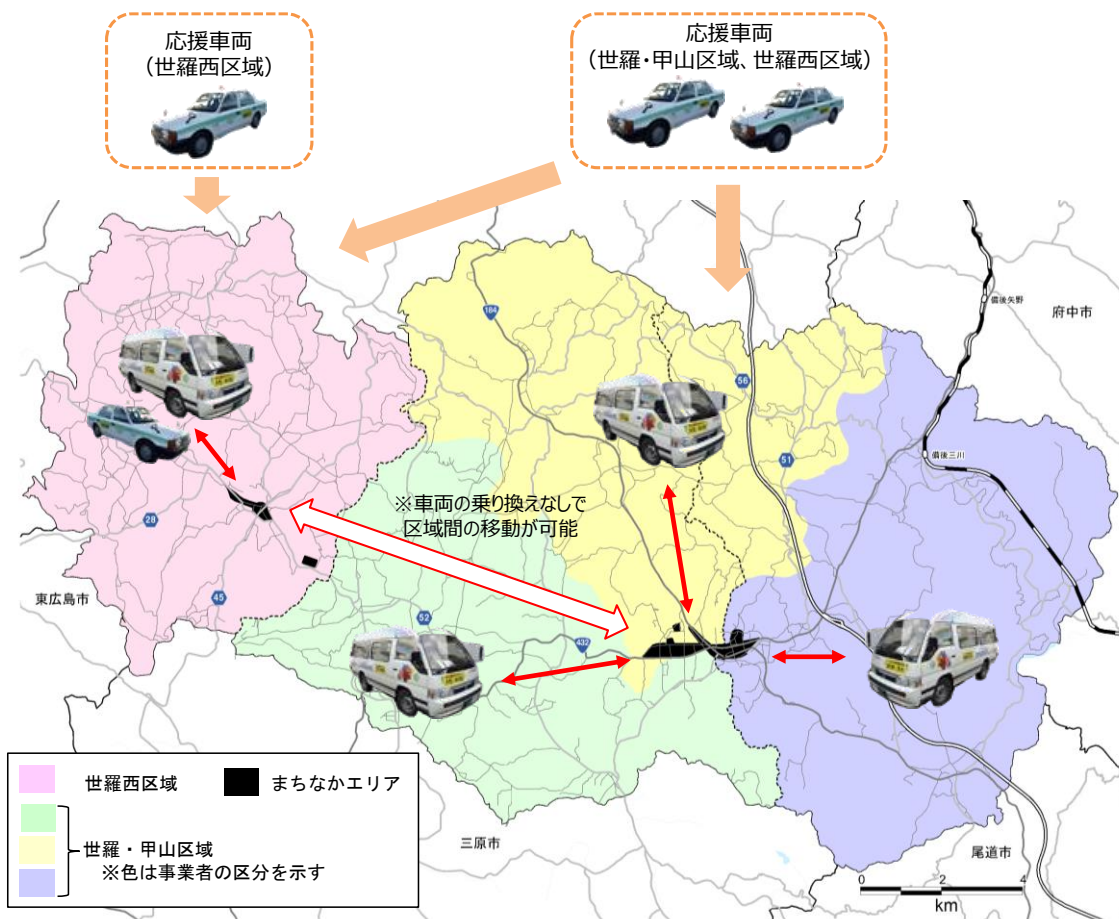 応援車両
（世羅西区域）
応援車両
（世羅・甲山区域、世羅西区域）
184
備後矢野
府中市
56
51
備後三川
※車両の乗り換えなしで
区域間の移動が可能
28
東広島市
45
52
432
世羅西区域
まちなかエリア
世羅・甲山区域
※色は事業者の区分を示す
三原市
尾道市
0 2 4
km